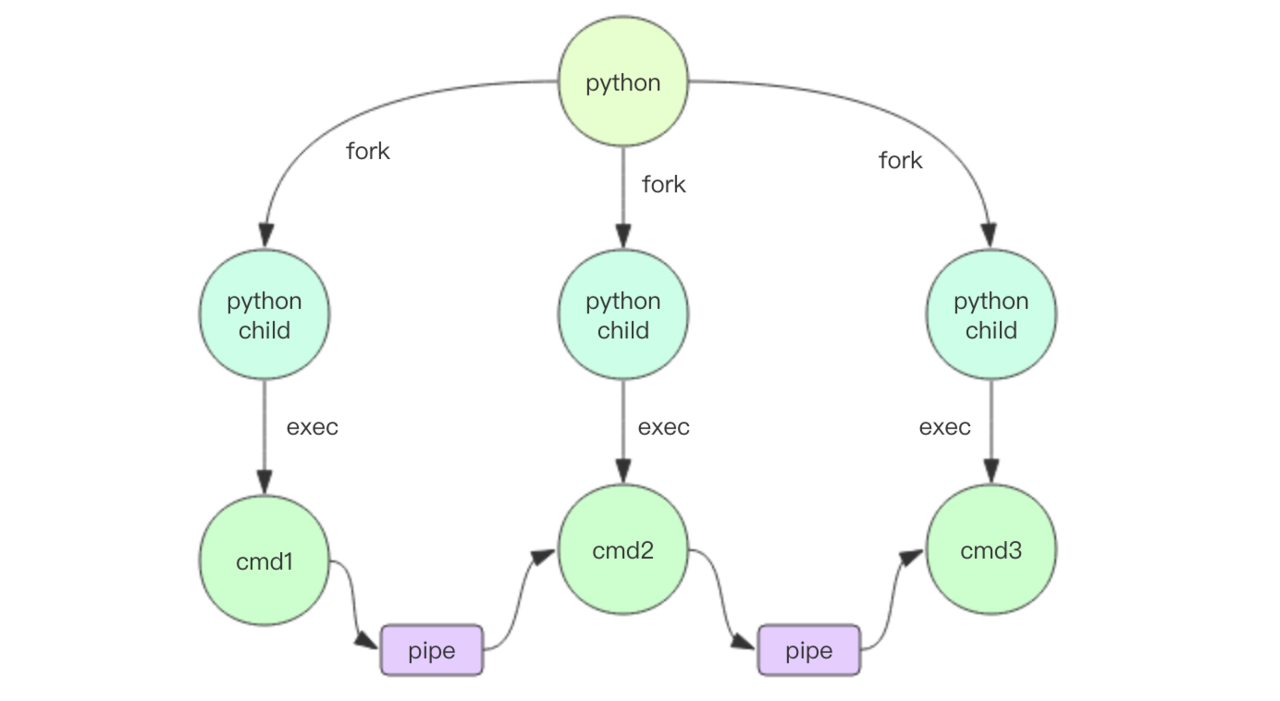 python
fork
fork
fork
python
child
python
child
python
child
exec
exec
exec
cmd1
cmd2
cmd3
pipe
pipe